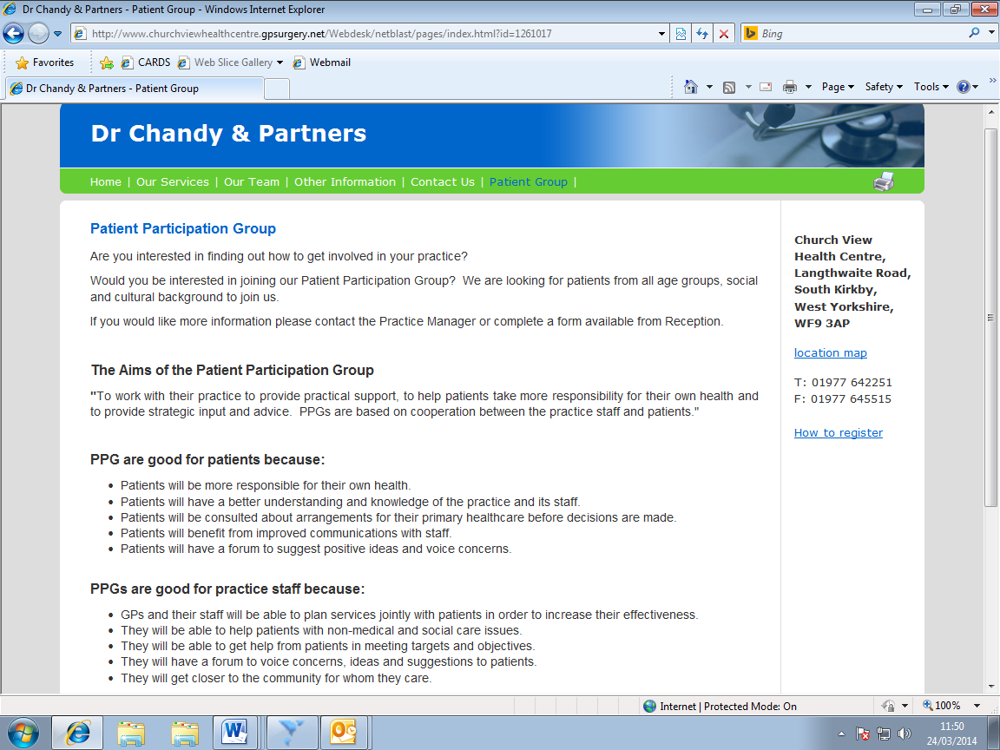 Dr Chandy & Partners - Patient Group - Windows Internet Explorer
http://www.churchviewhealthcentre.gpsurgery.net/Webdesk/netblast/pages/index.html?id=1261017
Bing
Favorites
CARDS
Web Slice Gallery
Webmail
Dr Chandy & Partners - Patient Group
Page
Safety
Tools
Dr Chandy & Partners
Home | Our Services | Our Team | Other Information | Contact Us | Patient Group |
Patient Participation Group
Are you interested in finding out how to get involved in your practice?
Would you be interested in joining our Patient Participation Group?  We are looking for patients from all age groups, social
and cultural background to join us.
If you would like more information please contact the Practice Manager or complete a form available from Reception.
The Aims of the Patient Participation Group
"To work with their practice to provide practical support, to help patients take more responsibility for their own health and
to provide strategic input and advice.  PPGs are based on cooperation between the practice staff and patients."
PPG are good for patients because:
• Patients will be more responsible for their own health.
• Patients will have a better understanding and knowledge of the practice and its staff.
• Patients will be consulted about arrangements for their primary healthcare before decisions are made.
• Patients will benefit from improved communications with staff.
• Patients will have a forum to suggest positive ideas and voice concerns.
PPGs are good for practice staff because:
• GPs and their staff will be able to plan services jointly with patients in order to increase their effectiveness.
• They will be able to help patients with non-medical and social care issues.
• They will be able to get help from patients in meeting targets and objectives.
• They will have a forum to voice concerns, ideas and suggestions to patients.
• They will get closer to the community for whom they care.
Church View
Health Centre,
Langthwaite Road,
South Kirkby,
West Yorkshire,
WF9 3AP
location map
T: 01977 642251
F: 01977 645515
How to register
Internet | Protected Mode: On
100%
11:50
24/03/2014